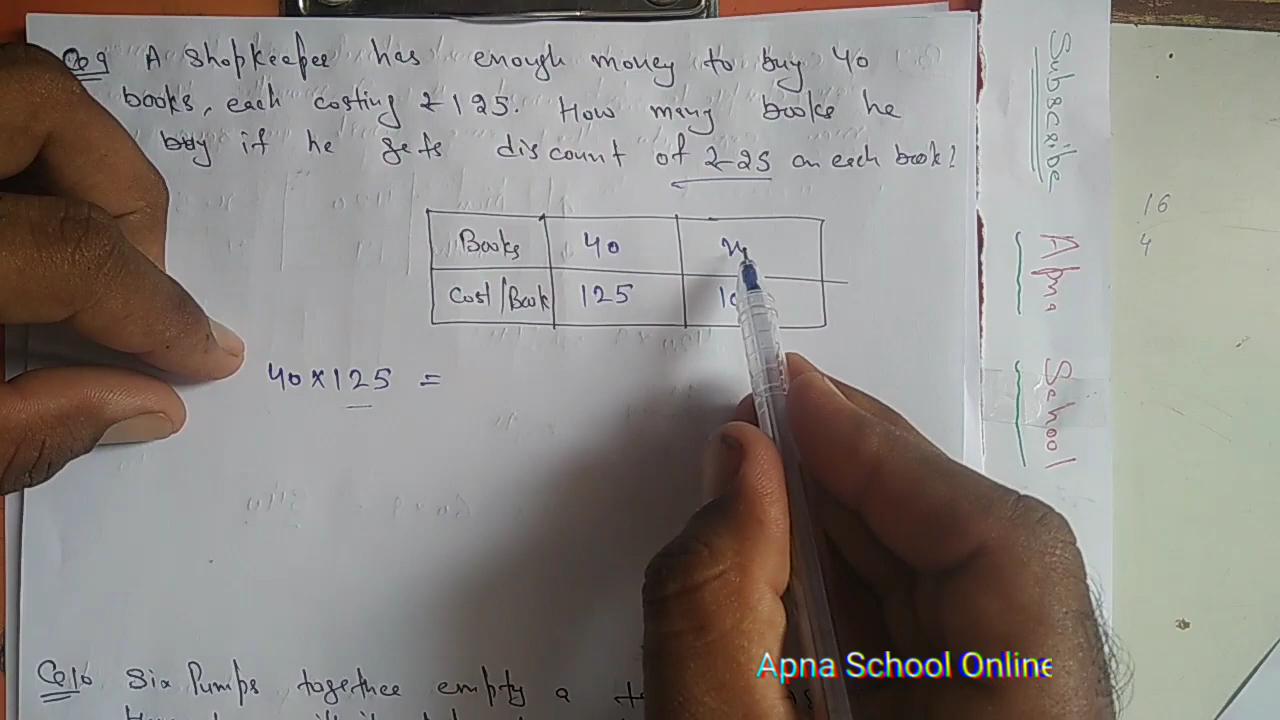 Q09 A Shopkeeper has enough money to buy 40
books, each costing ₹125. How many books he
buy if he gets discount of ₹25 on each book?
Books 40 x
Cost/Book 125
40×125 =
Q10 Six Pumps together empty a
Subscribe Apna School
16
4
Apna School Online